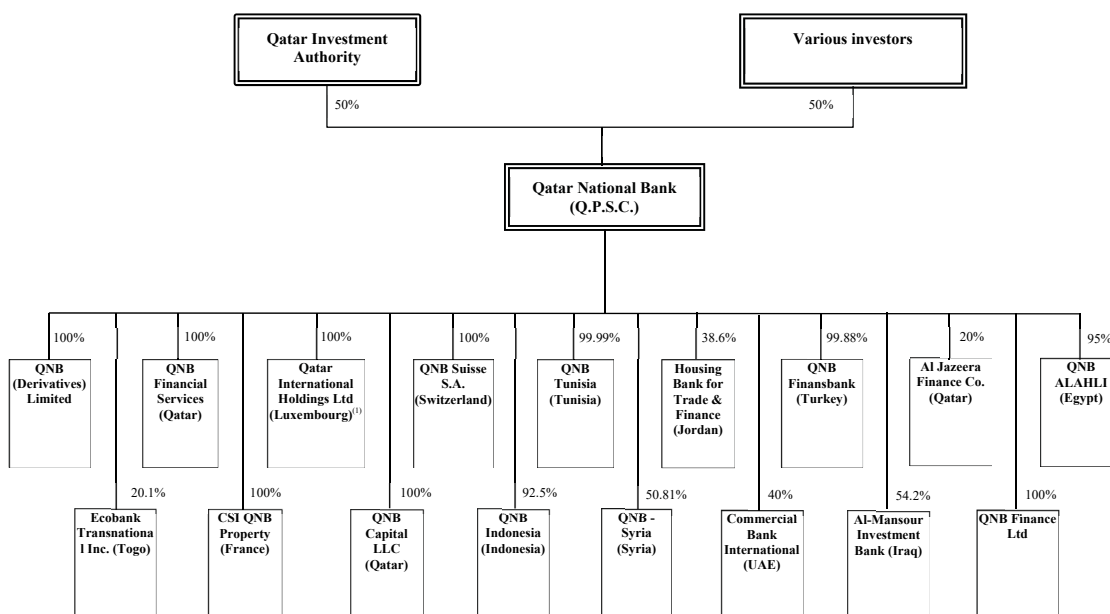 Qatar Investment
Authority
Various investors
50%
50%
Qatar National Bank
(Q.P.S.C.)
100%
100%
100%
100%
99.99%
38.6%
99.88%
20%
95%
QNB
(Derivatives)
Limited
QNB
Financial
Services
(Qatar)
Qatar
International
Holdings Ltd
(Luxembourg)(1)
QNB Suisse
S.A.
(Switzerland)
QNB
Tunisia
(Tunisia)
Housing
Bank for
Trade &
Finance
(Jordan)
QNB
Finansbank
(Turkey)
Al Jazeera
Finance Co.
(Qatar)
QNB
ALAHLI
(Egypt)
20.1%
100%
100%
92.5%
50.81%
40%
54.2%
100%
Ecobank
Transnationa
l Inc. (Togo)
CSI QNB
Property
(France)
QNB
Capital
LLC
(Qatar)
QNB
Indonesia
(Indonesia)
QNB -
Syria
(Syria)
Commercial
Bank
International
(UAE)
Al-Mansour
Investment
Bank (Iraq)
QNB Finance
Ltd